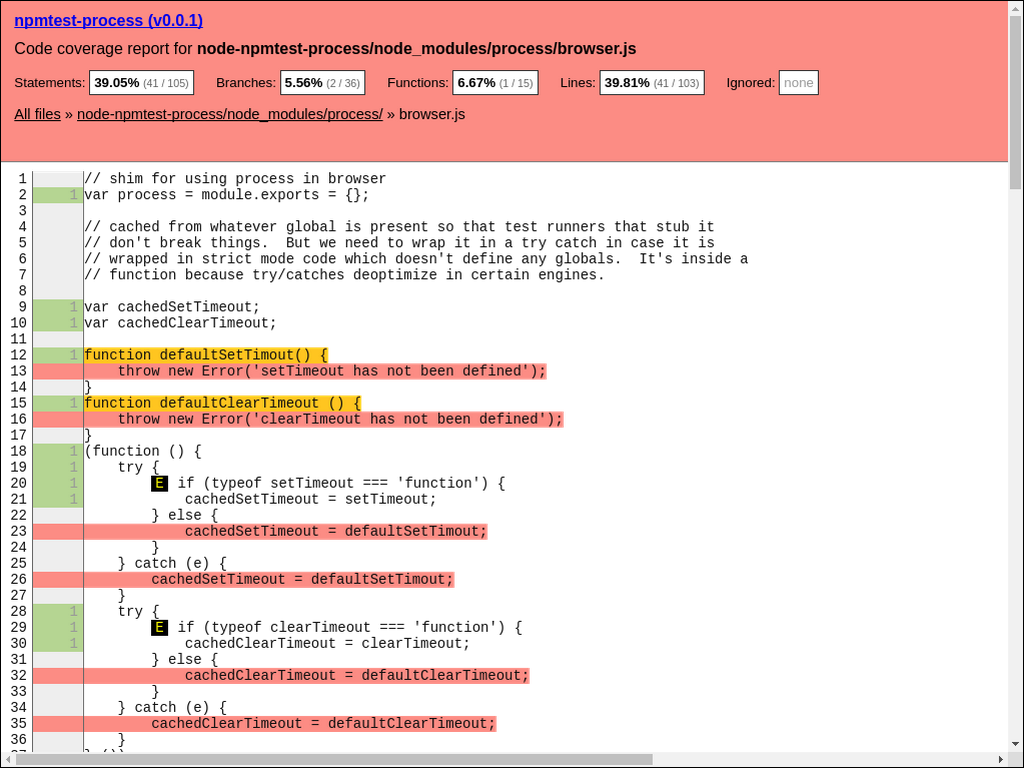 npmtest-process (v0.0.1)
Code coverage report for node-npmtest-process/node_modules/process/browser.js
Statements: 39.05% (41 / 105) Branches: 5.56% (2 / 36) Functions: 6.67% (1 / 15) Lines: 39.81% (41 / 103) Ignored: none
All files » node-npmtest-process/node_modules/process/ » browser.js
1 // shim for using process in browser
2 1 var process = module.exports = {};
3
4 // cached from whatever global is present so that test runners that stub it
5 // don't break things.  But we need to wrap it in a try catch in case it is
6 // wrapped in strict mode code which doesn't define any globals.  It's inside a
7 // function because try/catches deoptimize in certain engines.
8
9 1 var cachedSetTimeout;
10 1 var cachedClearTimeout;
11
12 1 function defaultSetTimout() {
13 throw new Error('setTimeout has not been defined');
14 }
15 1 function defaultClearTimeout () {
16 throw new Error('clearTimeout has not been defined');
17 }
18 1 (function () {
19 1 try {
20 1 E if (typeof setTimeout === 'function') {
21 1 cachedSetTimeout = setTimeout;
22 } else {
23 cachedSetTimeout = defaultSetTimout;
24 }
25 } catch (e) {
26 cachedSetTimeout = defaultSetTimout;
27 }
28 1 try {
29 1 E if (typeof clearTimeout === 'function') {
30 1 cachedClearTimeout = clearTimeout;
31 } else {
32 cachedClearTimeout = defaultClearTimeout;
33 }
34 } catch (e) {
35 cachedClearTimeout = defaultClearTimeout;
36 }